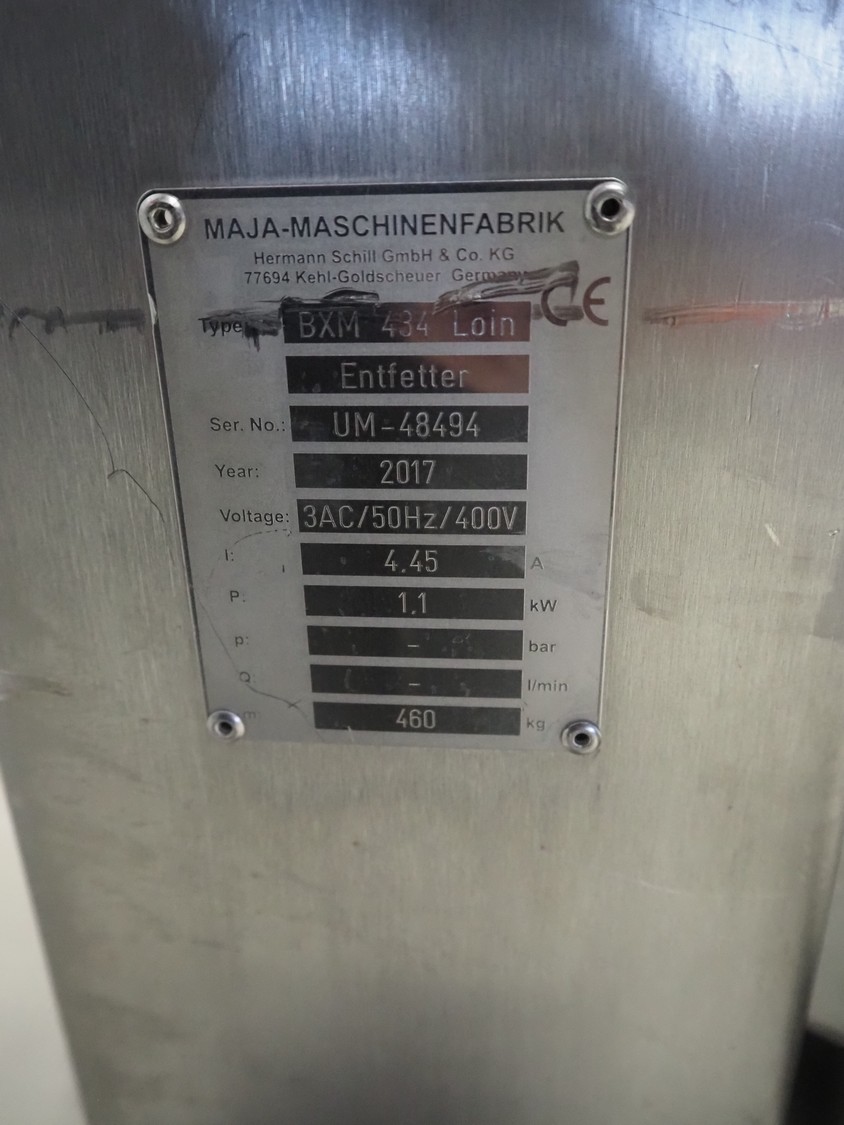 MAJA-MASCHINENFABRIK
Hermann Schill GmbH & Co. KG
77694 Kehl-Goldscheuer Germany
CE
Type BXM 434 Loin
Entfetter
Ser. No.: UM-48494
Year: 2017
Voltage: 3AC/50Hz/400V
I: 4.45 A
P: 1.1 kW
p: - bar
Q: - l/min
m: 460 kg